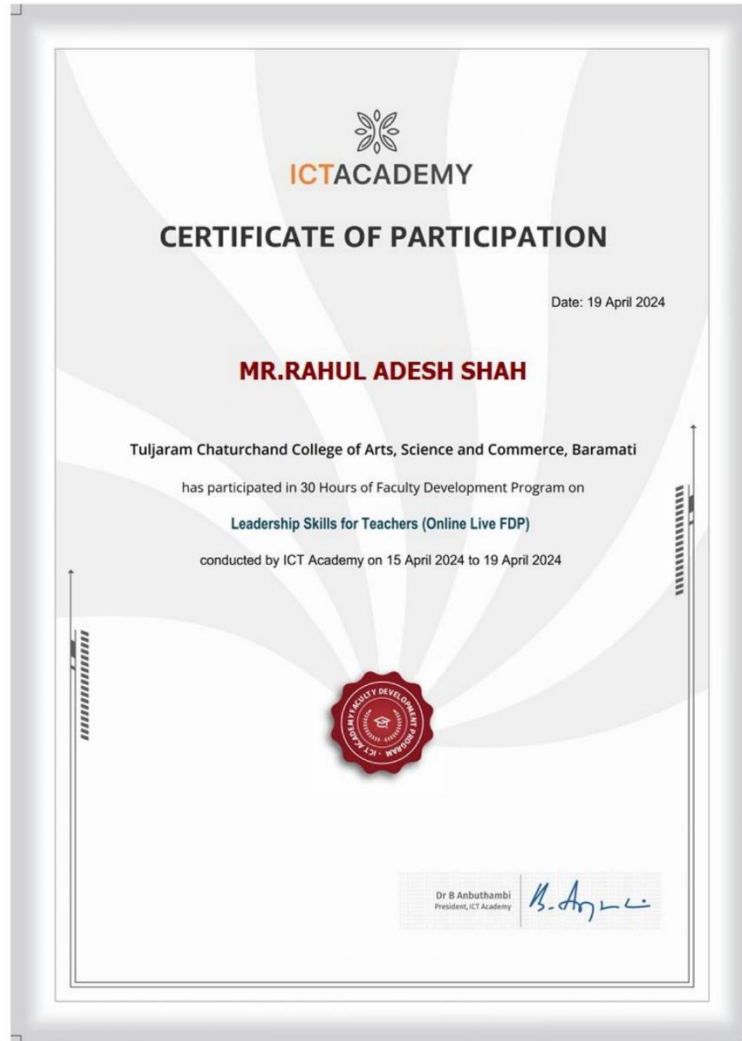 ICTACADEMY
CERTIFICATE OF PARTICIPATION
Date: 19 April 2024
MR.RAHUL ADESH SHAH
Tuljaram Chaturchand College of Arts, Science and Commerce, Baramati
has participated in 30 Hours of Faculty Development Program on
Leadership Skills for Teachers (Online Live FDP)
conducted by ICT Academy on 15 April 2024 to 19 April 2024
FACULTY DEVELOPMENT PROGRAM
· ICT ACADEMY ·
Dr B Anbuthambi
President, ICT Academy